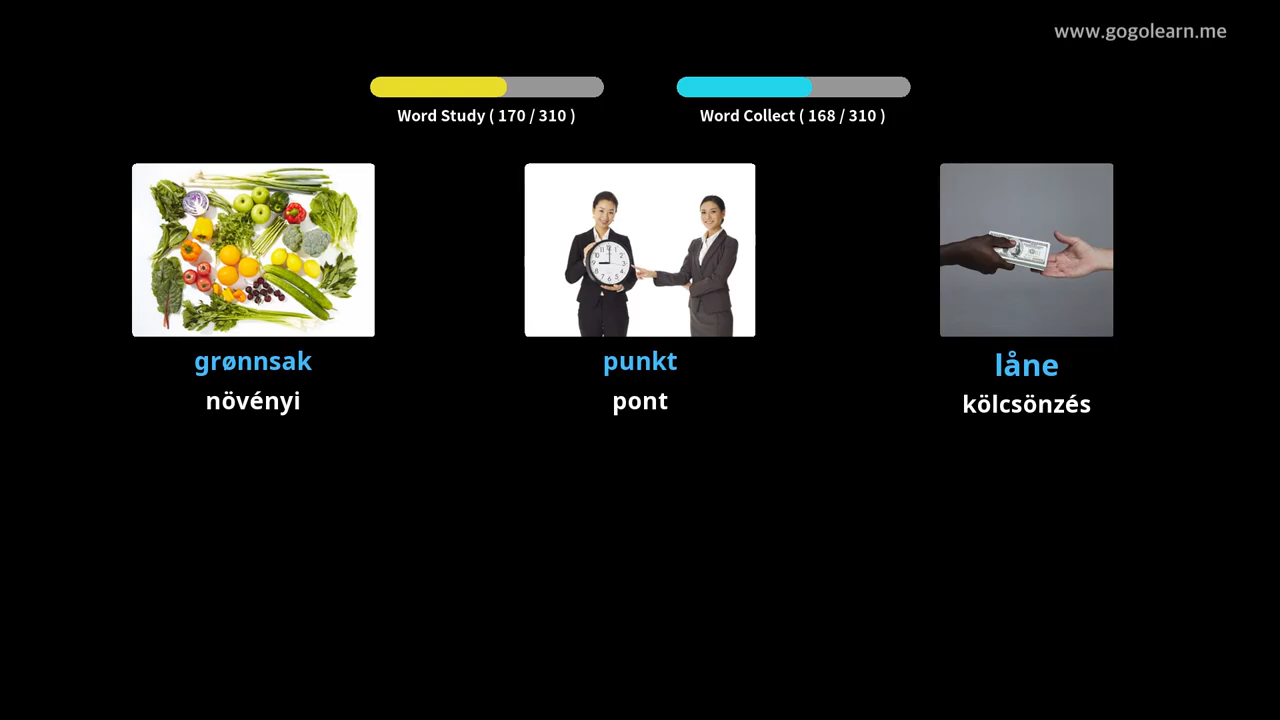 www.gogolearn.me
Word Study ( 170 / 310 )
Word Collect ( 168 / 310 )
grønnsak
növényi
punkt
pont
låne
kölcsönzés